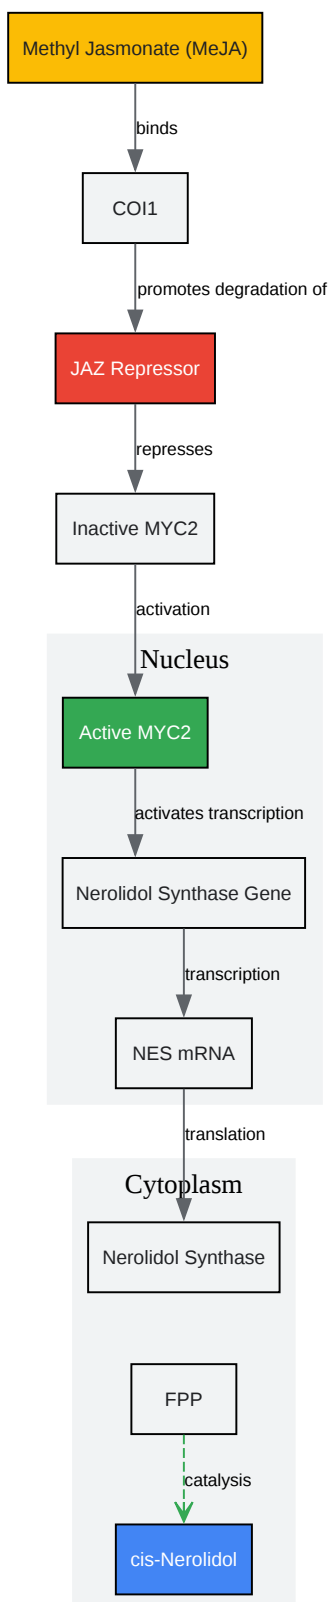 Methyl Jasmonate (MeJA)
binds
COI1
promotes degradation of
JAZ Repressor
represses
Inactive MYC2
activation
Nucleus
Active MYC2
activates transcription
Nerolidol Synthase Gene
transcription
NES mRNA
translation
Cytoplasm
Nerolidol Synthase
FPP
catalysis
cis-Nerolidol